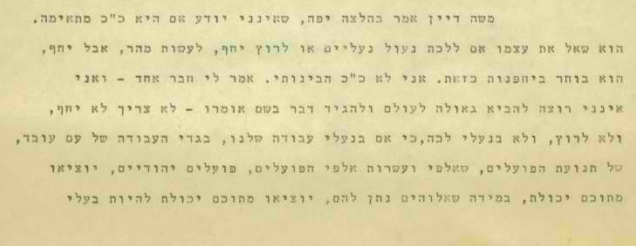 משה דיין אמר בהלצה יפה, שאינני יודע אם היא כ"כ מתאימה.
הוא שאל את עצמו אם ללכת נעול נעליים או לרוץ יחף, לעשות מהר, אבל יחף,
הוא בוחר ביחפנות כזאת. אני לא כ"כ הבינותי. אמר לי חבר אחד - ואני
אינני רוצה להביא גאולה לעולם ולהגיד דבר בשם אומרו - לא צריך לא יחף,
ולא לרוץ, ולא בנעלי לכה,כי אם בנעלי עבודה שלנו, בגדי העבודה של עם עובד,
של תנועת הפועלים, שאלפי ועשרות אלפי הפועלים, פועלים יהודיים, יוציאו
מתוכם יכולת, במידה שאלוהים נתן להם, יוציאו מתוכם יכולת להיות בעלי